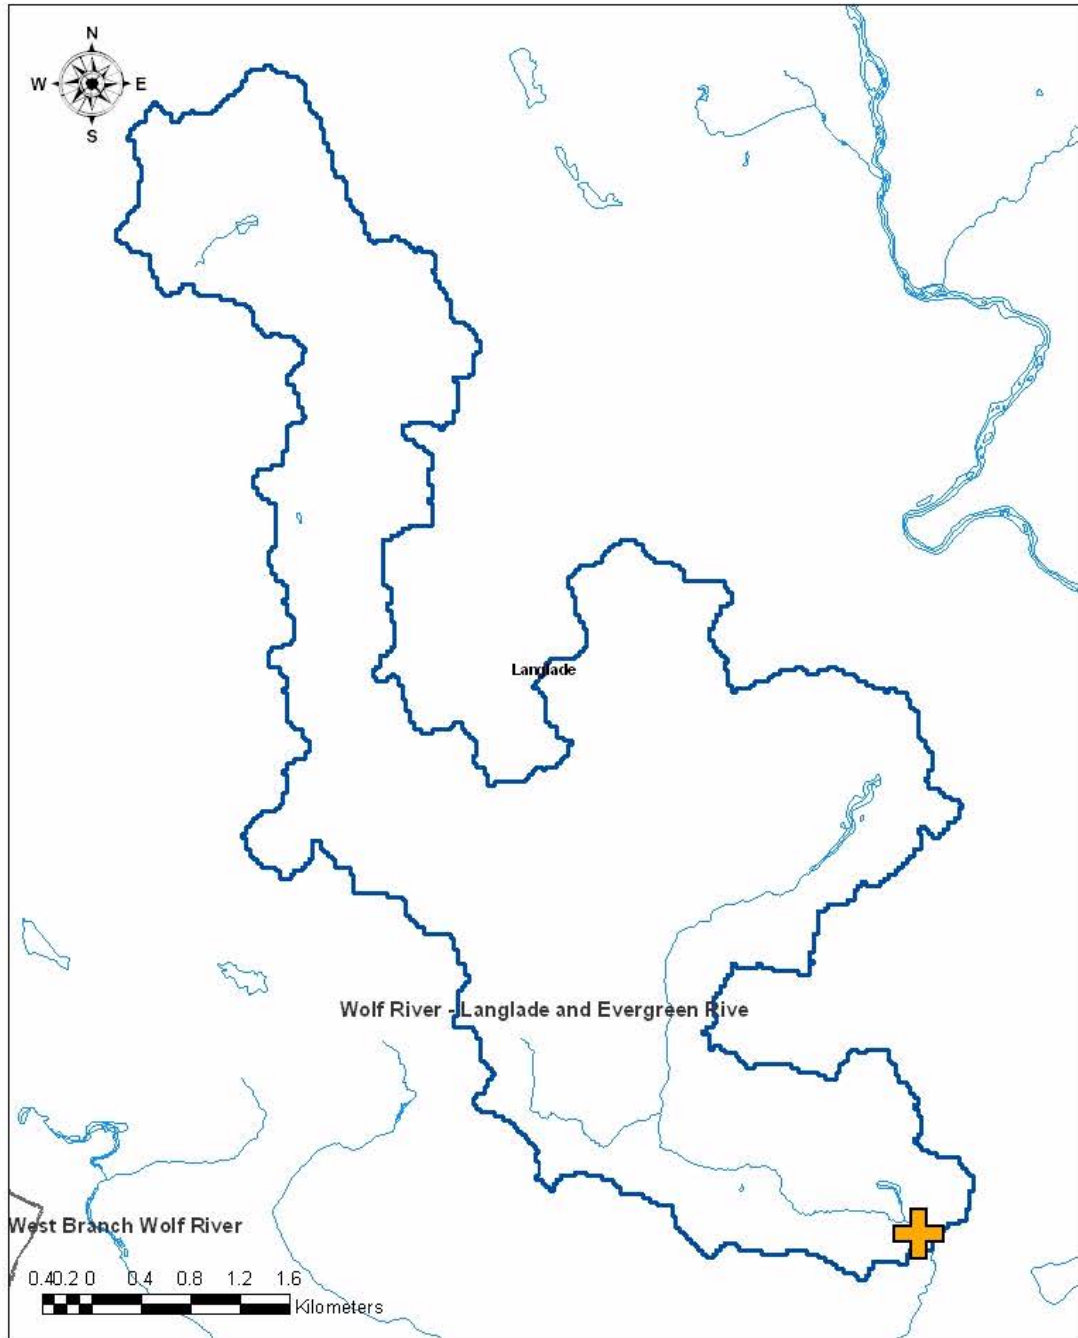 N
W E
S
Langlade
Wolf River - Langlade and Evergreen Rive
West Branch Wolf River
0.40.2 0 0.4 0.8 1.2 1.6
Kilometers